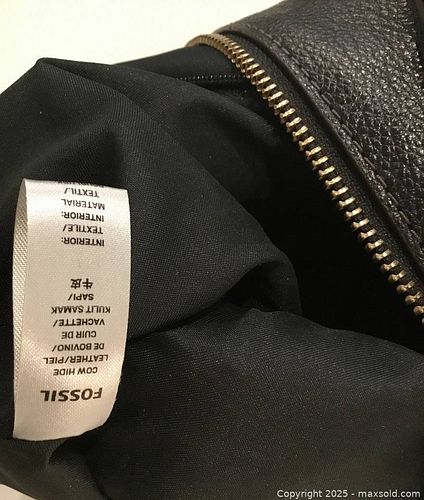 FOSSIL
COW HIDE
LEATHER/PIEL
DE BOVINO/
CUIR DE
VACHETTE/
KULIT SAMAK
SAPI/
牛皮
INTERIOR:
TEXTILE/
INTERIOR:
MATERIAL
TEXTIL/
Copyright 2025 - maxsold.com